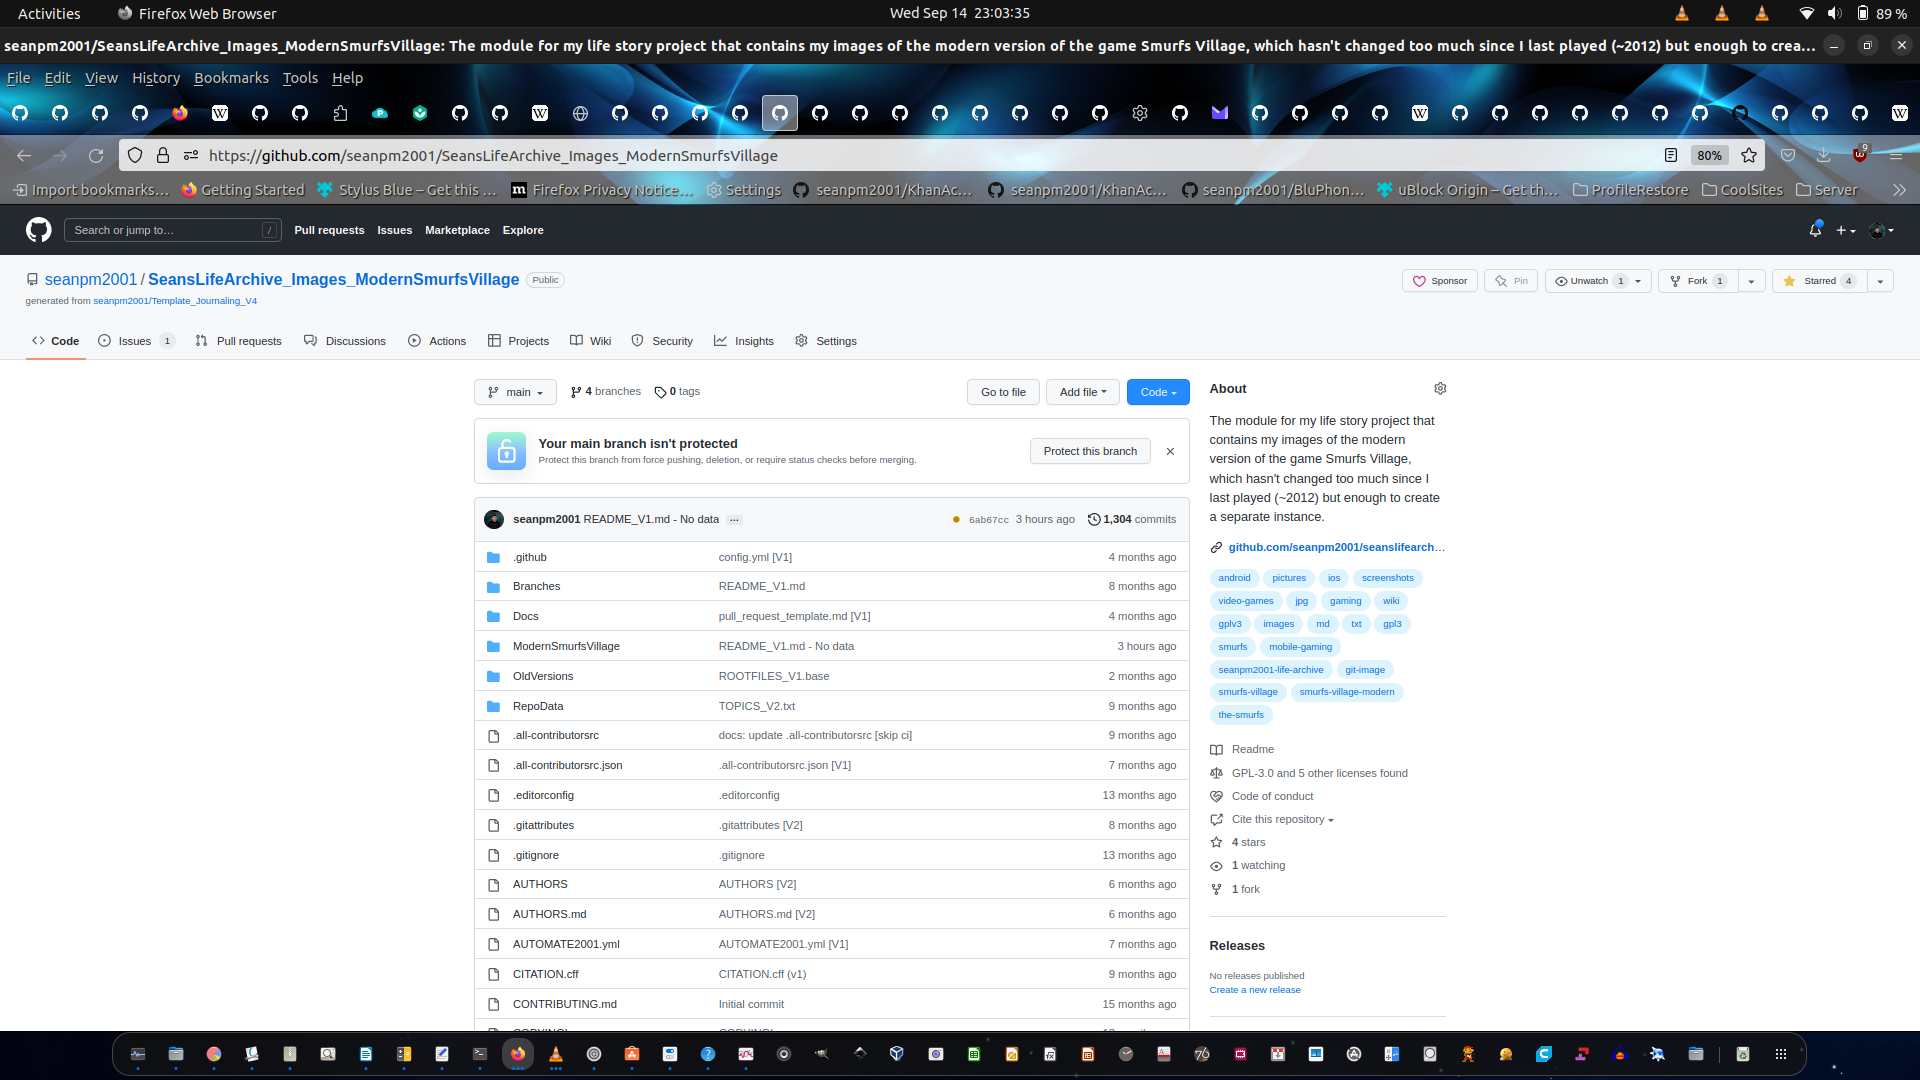 Activities
Firefox Web Browser
Wed Sep 14 23:03:35
89 %
seanpm2001/SeansLifeArchive_Images_ModernSmurfsVillage: The module for my life story project that contains my images of the modern version of the game Smurfs Village, which hasn't changed too much since I last played (~2012) but enough to crea...
File Edit View History Bookmarks Tools Help
https://github.com/seanpm2001/SeansLifeArchive_Images_ModernSmurfsVillage
80%
9
Import bookmarks...
Getting Started
Stylus Blue – Get this ...
Firefox Privacy Notice...
Settings
seanpm2001/KhanAc...
seanpm2001/KhanAc...
seanpm2001/BluPhon...
uBlock Origin – Get th...
ProfileRestore
CoolSites
Server
Search or jump to...
/
Pull requests Issues Marketplace Explore
seanpm2001 / SeansLifeArchive_Images_ModernSmurfsVillage
Public
generated from seanpm2001/Template_Journaling_V4
Sponsor
Pin
Unwatch 1
Fork 1
Starred 4
Code
Issues 1
Pull requests
Discussions
Actions
Projects
Wiki
Security
Insights
Settings
main
4 branches
0 tags
Go to file
Add file
Code
Your main branch isn't protected
Protect this branch from force pushing, deletion, or require status checks before merging.
Protect this branch
seanpm2001 README_V1.md - No data ...
6ab67cc 3 hours ago
1,304 commits
.github config.yml [V1] 4 months ago
Branches README_V1.md 8 months ago
Docs pull_request_template.md [V1] 4 months ago
ModernSmurfsVillage README_V1.md - No data 3 hours ago
OldVersions ROOTFILES_V1.base 2 months ago
RepoData TOPICS_V2.txt 9 months ago
.all-contributorsrc docs: update .all-contributorsrc [skip ci] 9 months ago
.all-contributorsrc.json .all-contributorsrc.json [V1] 7 months ago
.editorconfig .editorconfig 13 months ago
.gitattributes .gitattributes [V2] 8 months ago
.gitignore .gitignore 13 months ago
AUTHORS AUTHORS [V2] 6 months ago
AUTHORS.md AUTHORS.md [V2] 6 months ago
AUTOMATE2001.yml AUTOMATE2001.yml [V1] 7 months ago
CITATION.cff CITATION.cff (v1) 9 months ago
CONTRIBUTING.md Initial commit 15 months ago
About
The module for my life story project that
contains my images of the modern
version of the game Smurfs Village,
which hasn't changed too much since I
last played (~2012) but enough to create
a separate instance.
github.com/seanpm2001/seanslifearch...
android pictures ios screenshots
video-games jpg gaming wiki
gplv3 images md txt gpl3
smurfs mobile-gaming
seanpm2001-life-archive git-image
smurfs-village smurfs-village-modern
the-smurfs
Readme
GPL-3.0 and 5 other licenses found
Code of conduct
Cite this repository
4 stars
1 watching
1 fork
Releases
No releases published
Create a new release